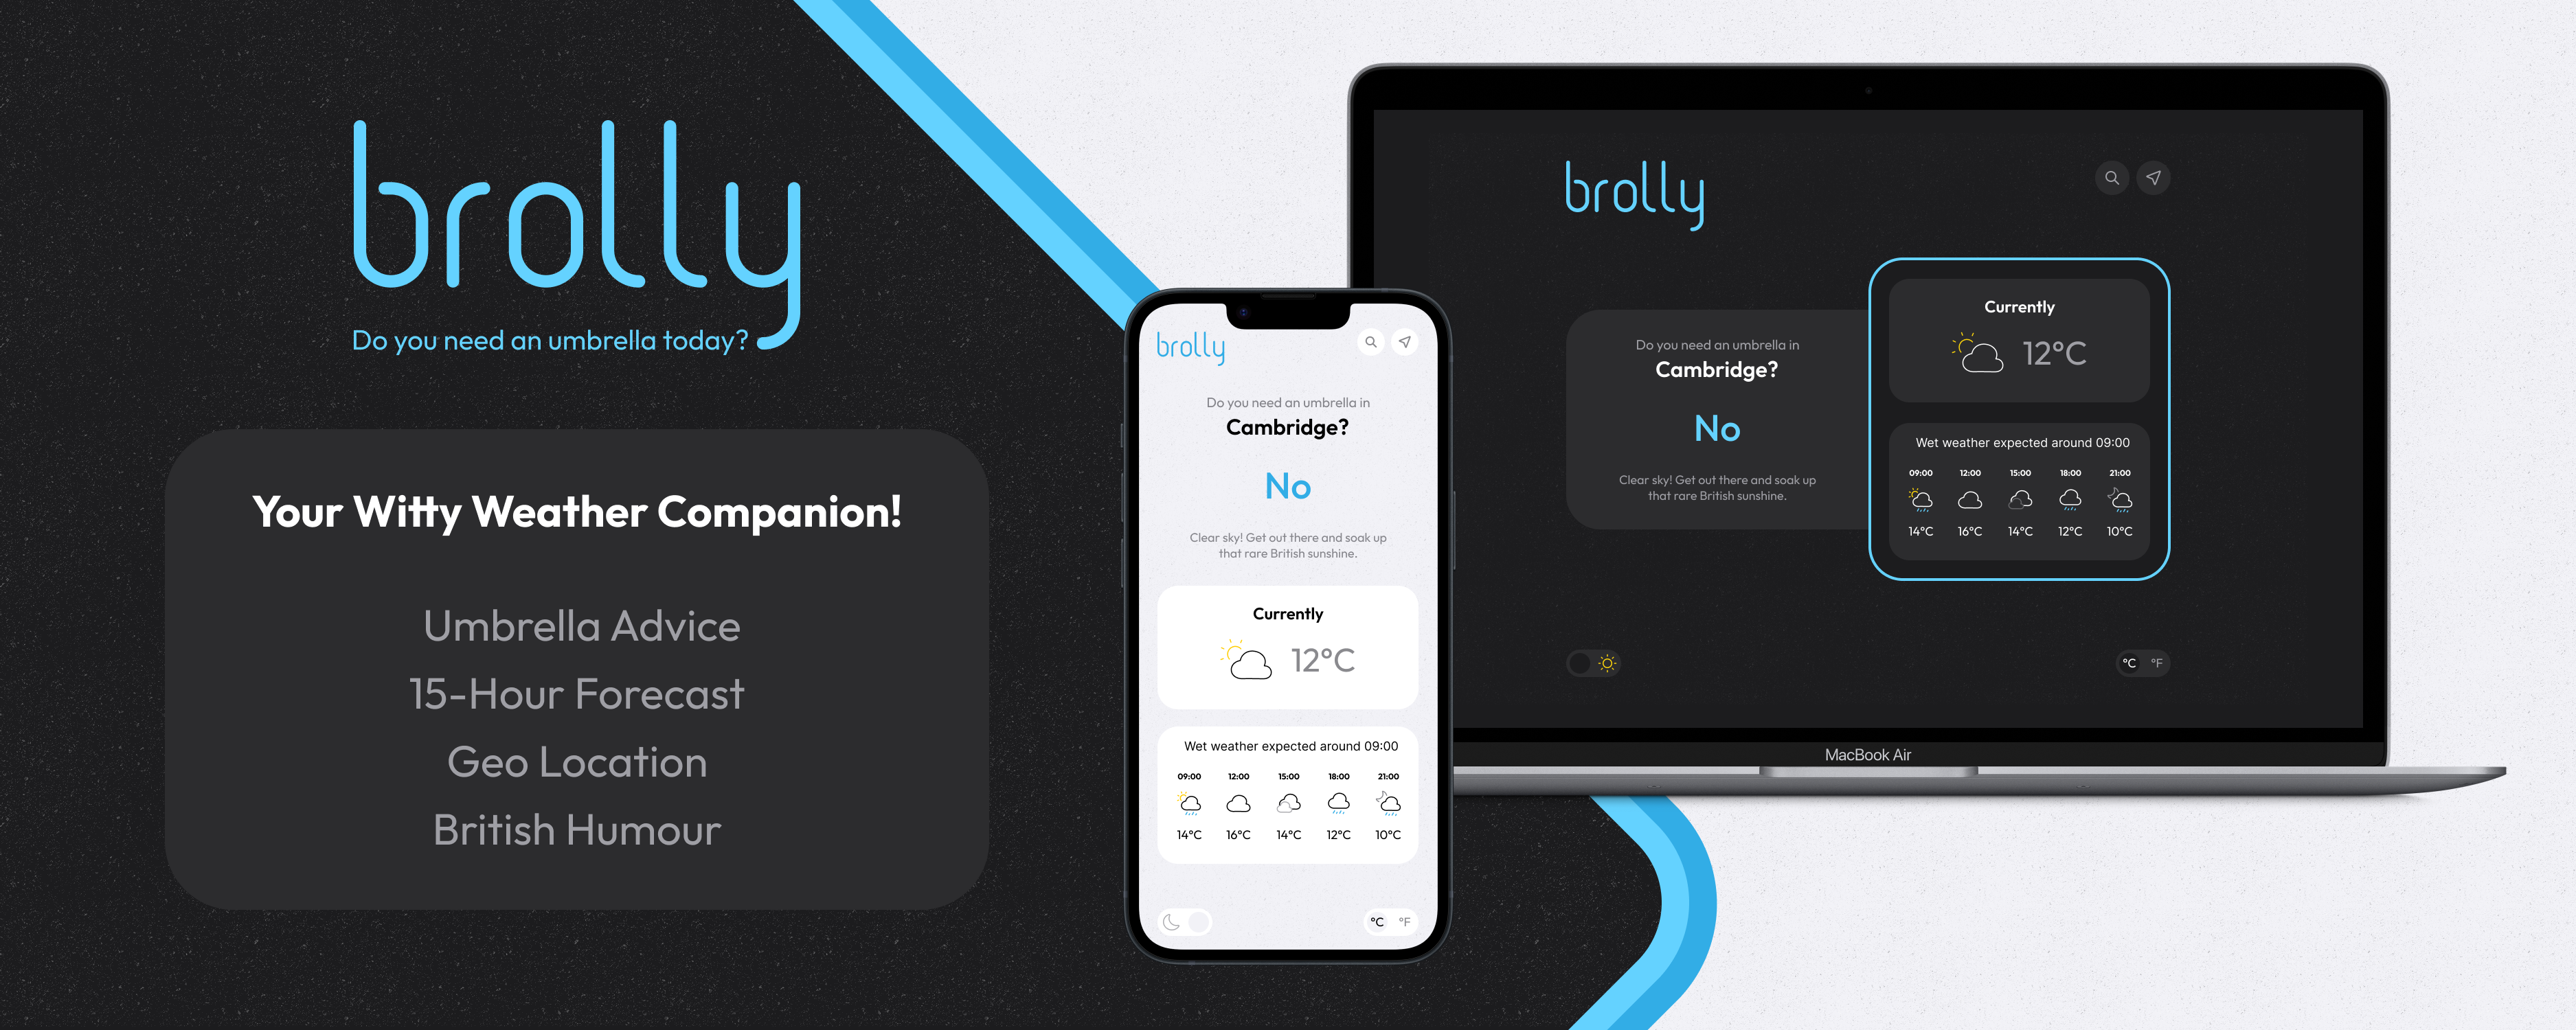 brolly
Do you need an umbrella today?
Your Witty Weather Companion!
Umbrella Advice
15-Hour Forecast
Geo Location
British Humour
brolly
Do you need an umbrella in
Cambridge?
No
Clear sky! Get out there and soak up
that rare British sunshine.
Currently
12°C
Wet weather expected around 09:00
09:00 12:00 15:00 18:00 21:00
14°C 16°C 14°C 12°C 10°C
°C °F
brolly
Do you need an umbrella in
Cambridge?
No
Clear sky! Get out there and soak up
that rare British sunshine.
Currently
12°C
Wet weather expected around 09:00
09:00 12:00 15:00 18:00 21:00
14°C 16°C 14°C 12°C 10°C
°C °F
MacBook Air